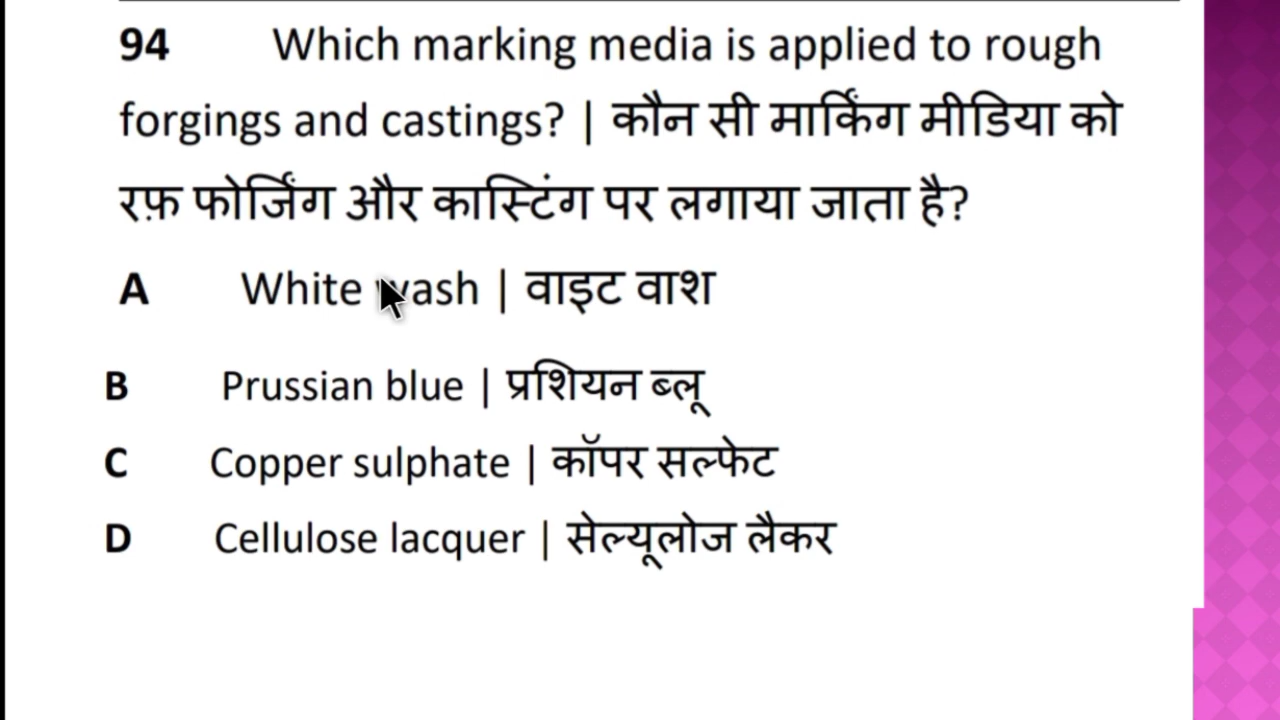 94 Which marking media is applied to rough
forgings and castings? | कौन सी मार्किंग मीडिया को
रफ़ फोर्जिंग और कास्टिंग पर लगाया जाता है?
A White wash | वाइट वाश
B Prussian blue | प्रशियन ब्लू
C Copper sulphate | कॉपर सल्फेट
D Cellulose lacquer | सेल्यूलोज लैकर